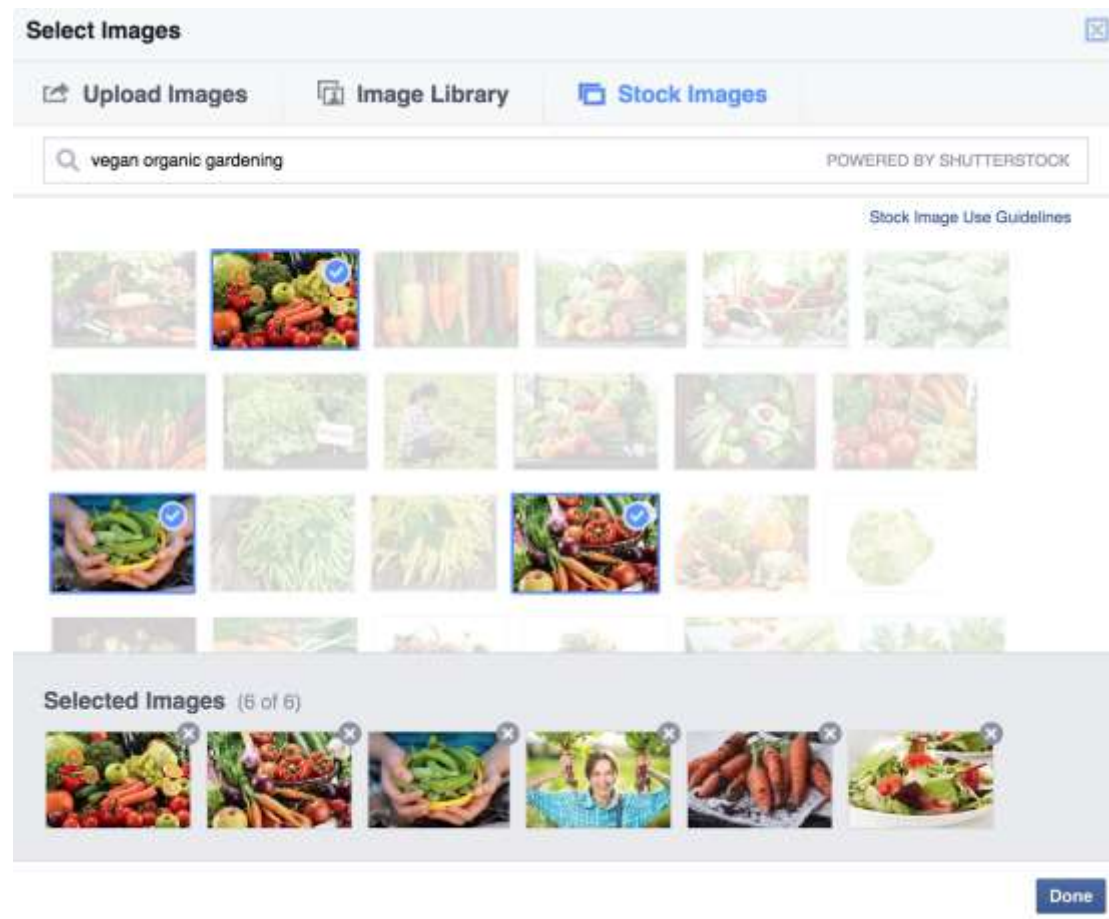 Select Images
Upload Images Image Library Stock Images
vegan organic gardening POWERED BY SHUTTERSTOCK
Stock Image Use Guidelines
Selected Images (6 of 6)
Done